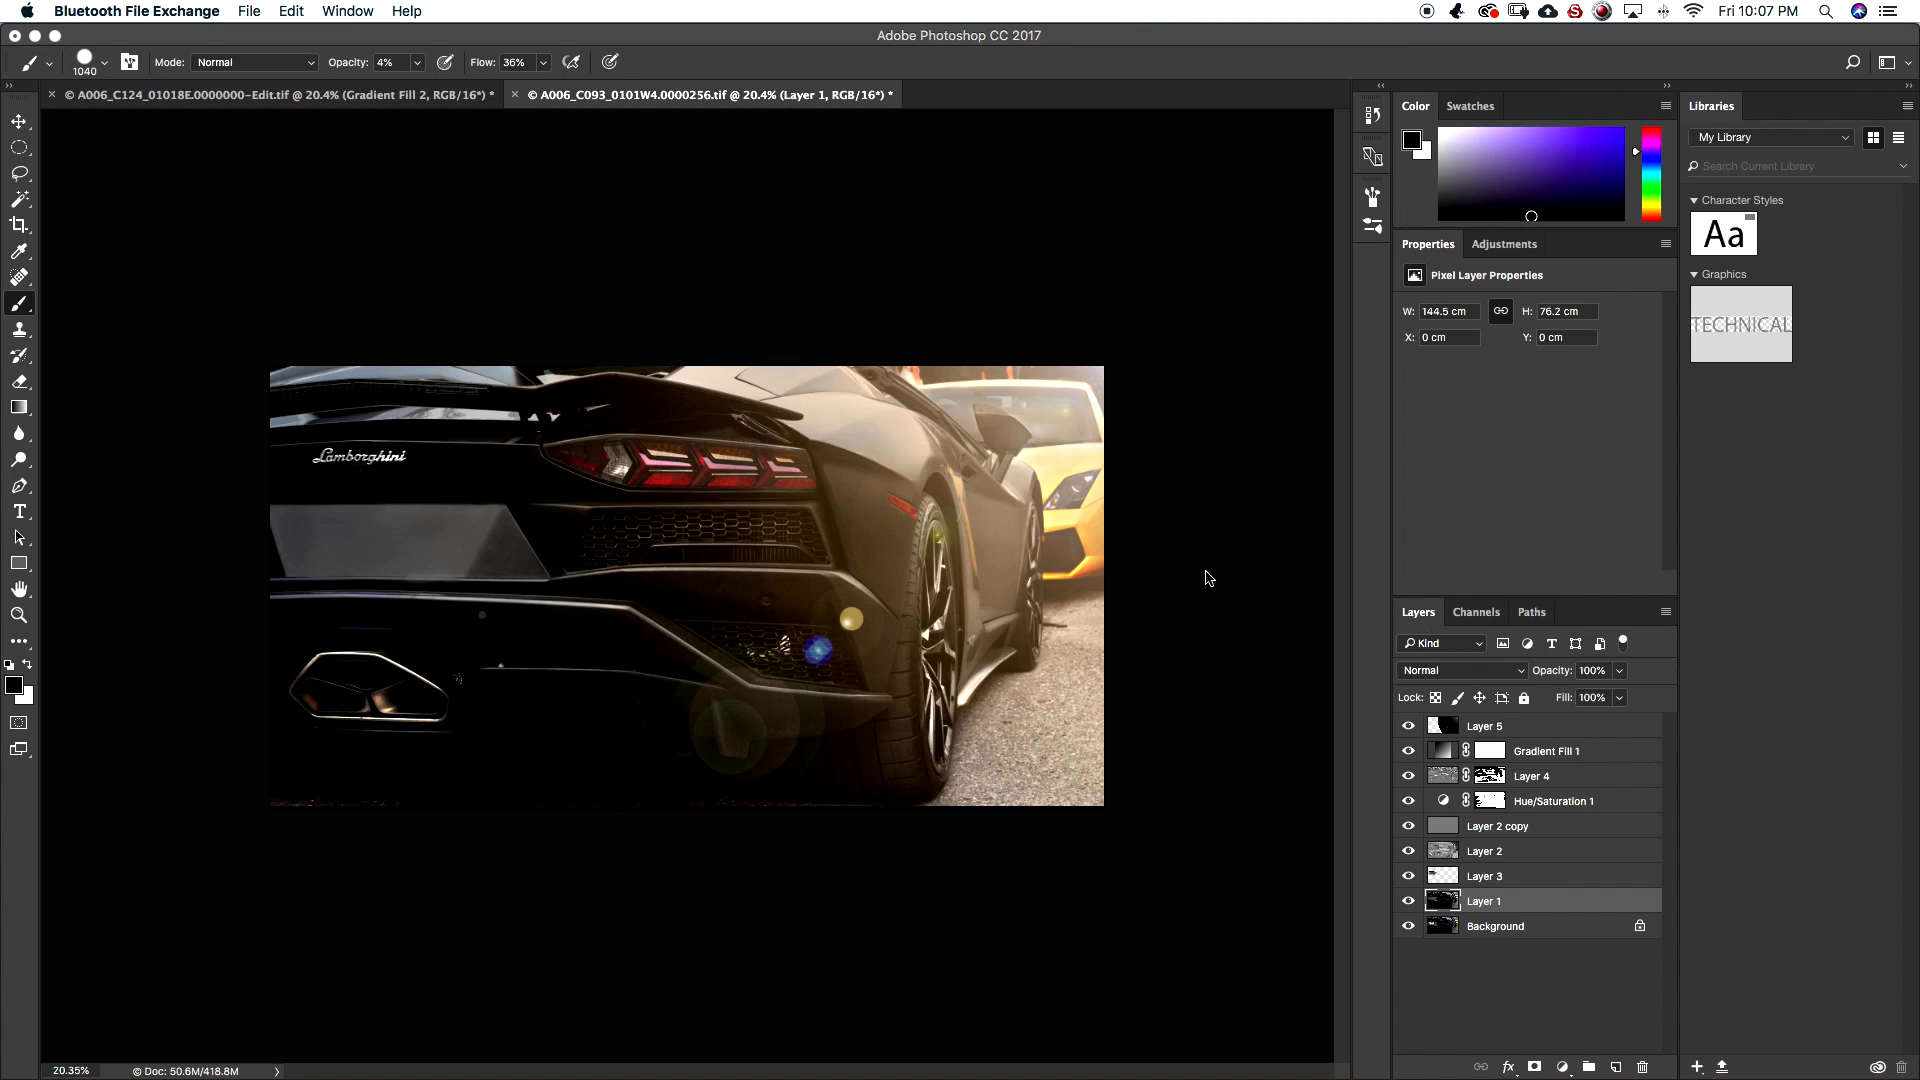 Bluetooth File Exchange File Edit Window Help Fri 10:07 PM
Adobe Photoshop CC 2017
1040 Mode: Normal Opacity: 4% Flow: 36%
© A006_C124_01018E.0000000-Edit.tif @ 20.4% (Gradient Fill 2, RGB/16*) *
© A006_C093_0101W4.0000256.tif @ 20.4% (Layer 1, RGB/16*) *
Color Swatches
Libraries
My Library
Search Current Library
Character Styles
Aa
Graphics
TECHNICAL
Properties Adjustments
Pixel Layer Properties
W: 144.5 cm H: 76.2 cm
X: 0 cm Y: 0 cm
Lamborghini
Layers Channels Paths
Kind
Normal Opacity: 100%
Lock: Fill: 100%
Layer 5
Gradient Fill 1
Layer 4
Hue/Saturation 1
Layer 2 copy
Layer 2
Layer 3
Layer 1
Background
20.35% © Doc: 50.6M/418.8M